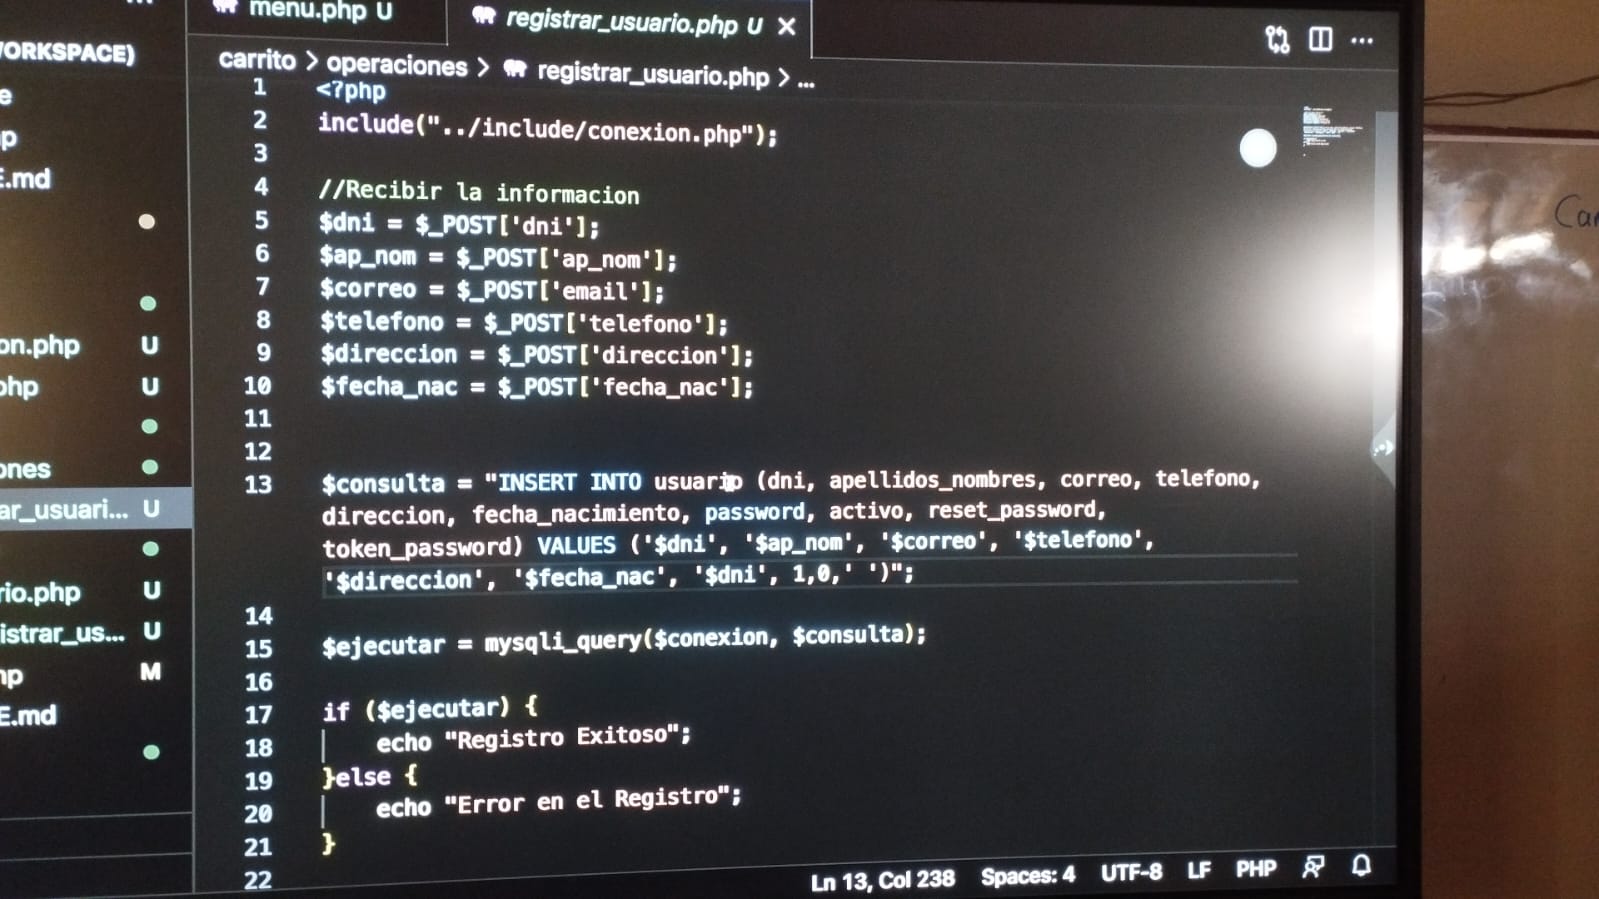 menu.php U
registrar_usuario.php U
WORKSPACE)
carrito > operaciones > registrar_usuario.php > ...
1 <?php
2 include("../include/conexion.php");
3
4 //Recibir la informacion
5 $dni = $_POST['dni'];
6 $ap_nom = $_POST['ap_nom'];
7 $correo = $_POST['email'];
8 $telefono = $_POST['telefono'];
9 $direccion = $_POST['direccion'];
10 $fecha_nac = $_POST['fecha_nac'];
11
12
13 $consulta = "INSERT INTO usuario (dni, apellidos_nombres, correo, telefono,
direccion, fecha_nacimiento, password, activo, reset_password,
token_password) VALUES ('$dni', '$ap_nom', '$correo', '$telefono',
'$direccion', '$fecha_nac', '$dni', 1,0,' ')";
14
15 $ejecutar = mysqli_query($conexion, $consulta);
16
17 if ($ejecutar) {
18 echo "Registro Exitoso";
19 }else {
20 echo "Error en el Registro";
21 }
22
e
p
E.md
on.php U
php U
ones
ar_usuari... U
rio.php U
istrar_us... U
np M
E.md
Ln 13, Col 238 Spaces: 4 UTF-8 LF PHP
Car